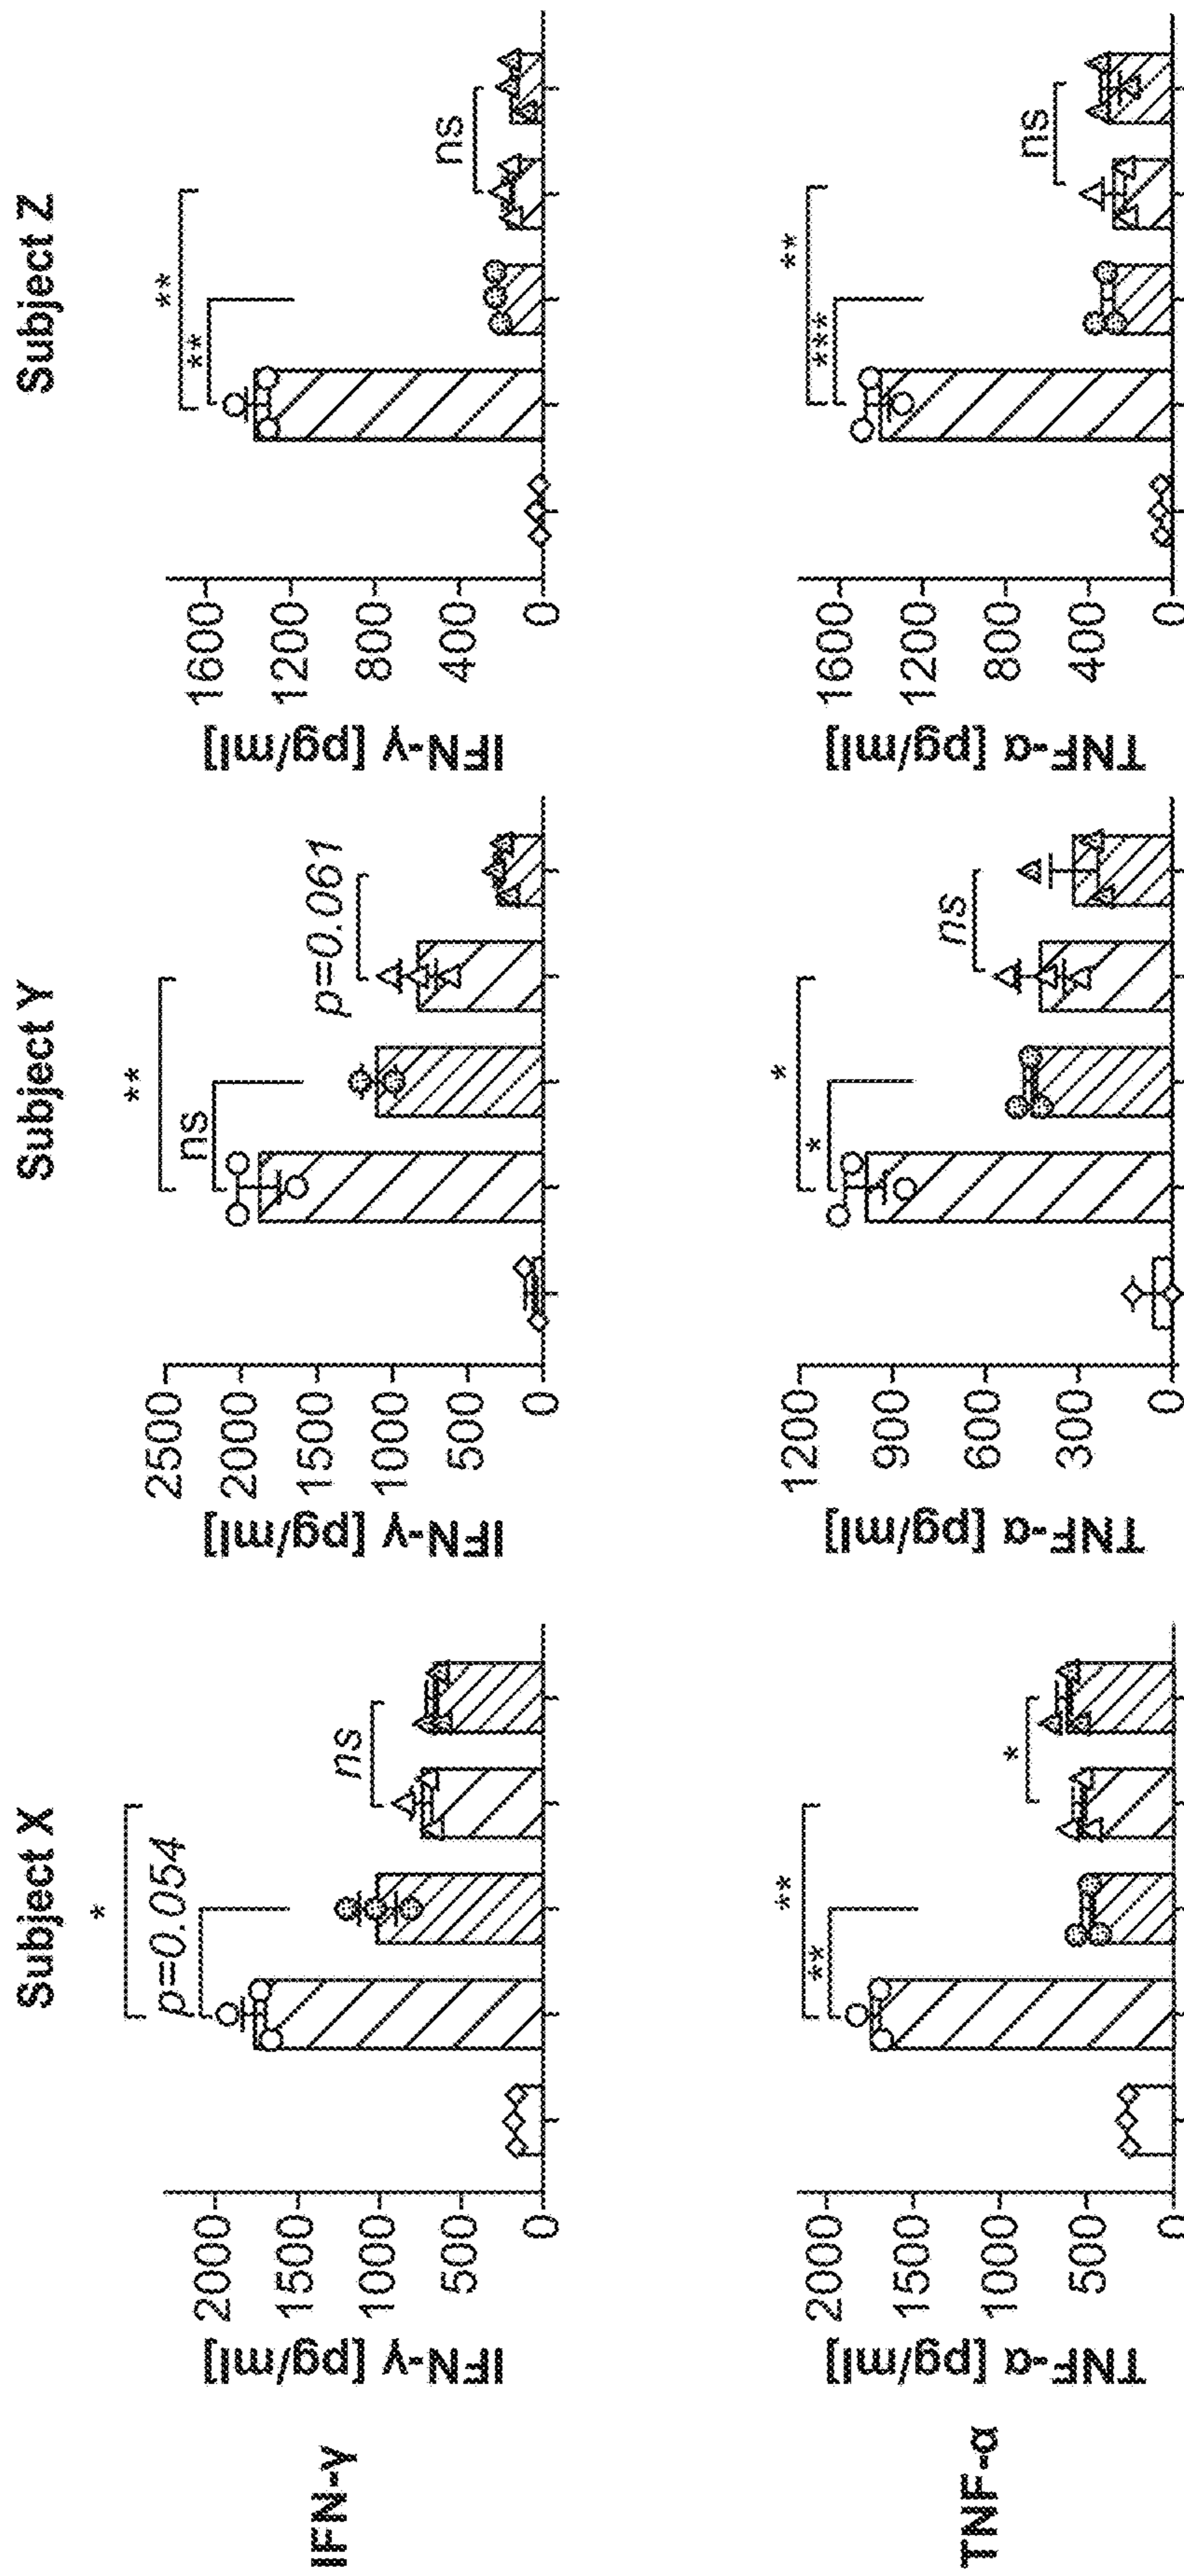 Subject X
Subject Y
Subject Z
IFN-γ
IFN-γ [pg/ml]
2000
1500
1000
500
0
*
p=0.054
ns
IFN-γ [pg/ml]
2500
2000
1500
1000
500
0
**
ns
p=0.061
IFN-γ [pg/ml]
1600
1200
800
400
0
**
**
ns
TNF-α
TNF-α [pg/ml]
2000
1500
1000
500
0
**
**
*
TNF-α [pg/ml]
1200
900
600
300
0
*
*
ns
TNF-α [pg/ml]
1600
1200
800
400
0
**
***
ns